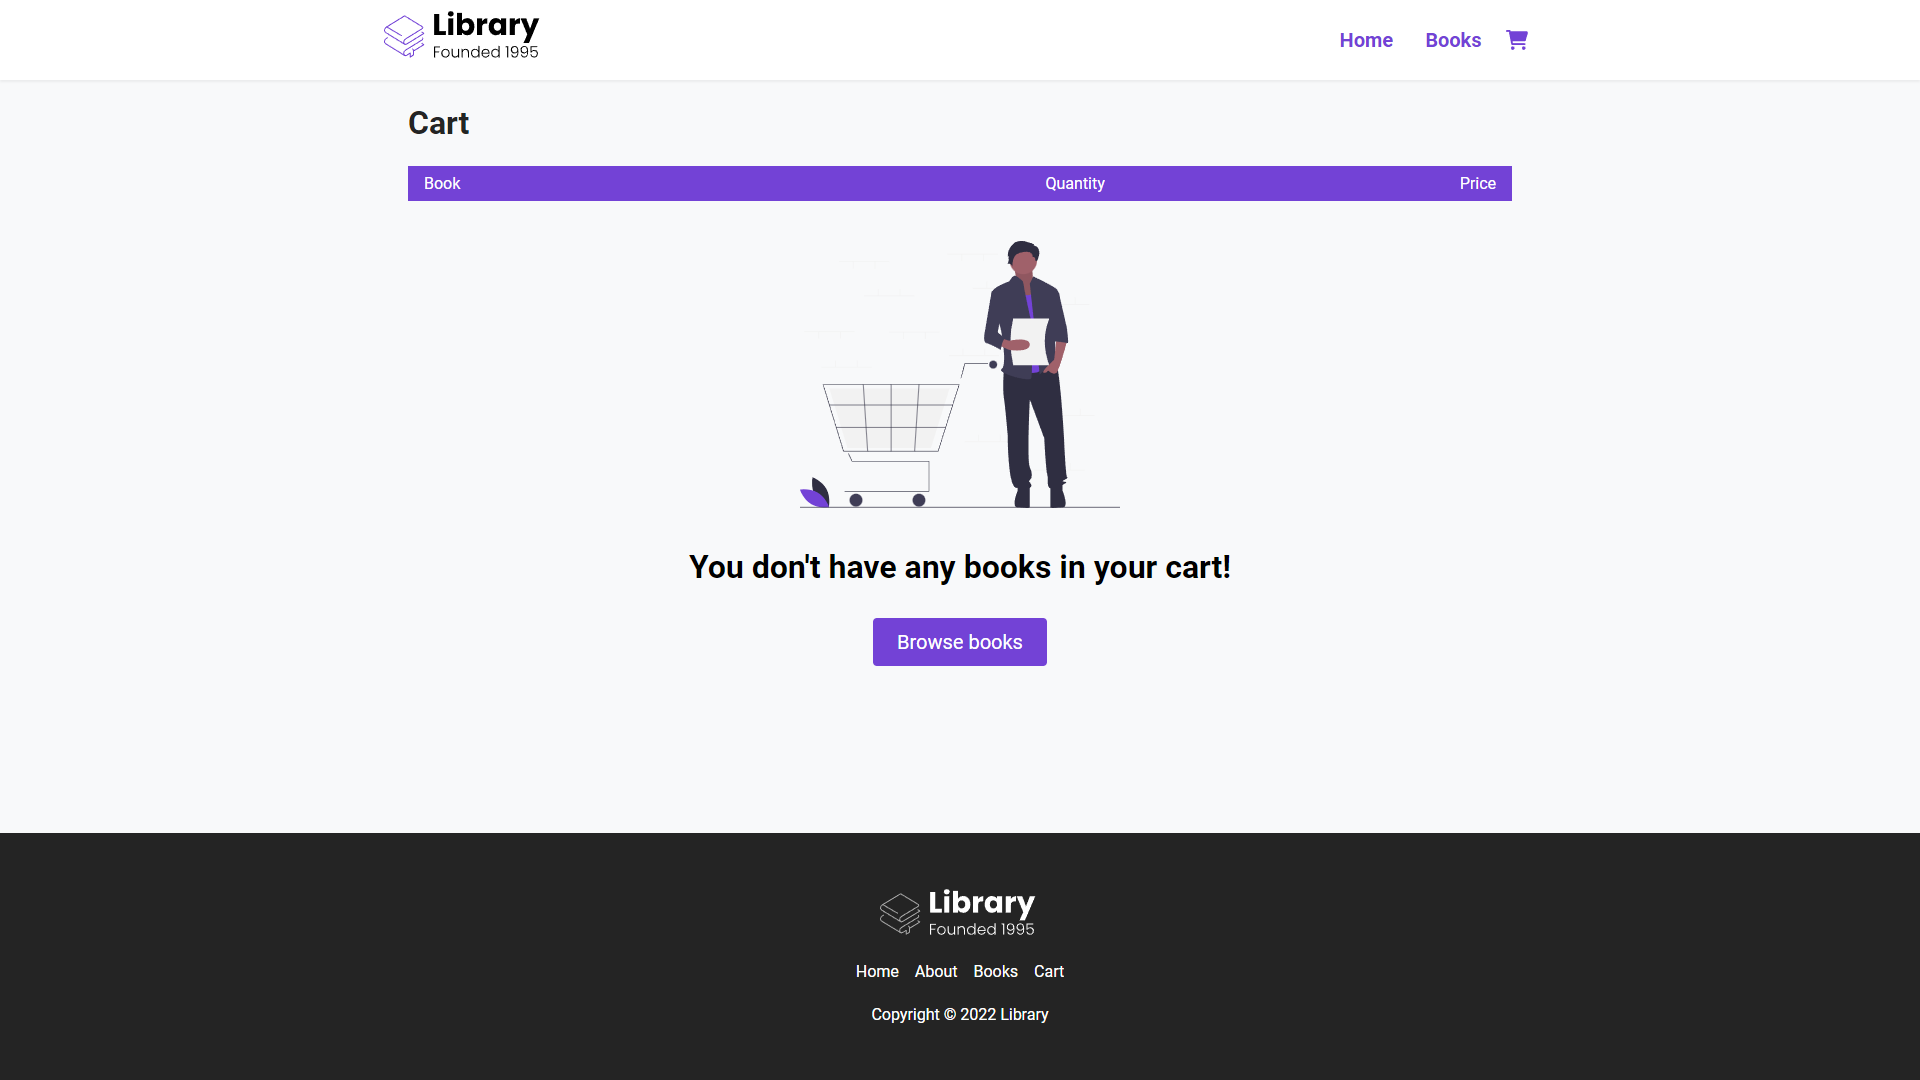 Library
Founded 1995
Home Books
Cart
Book Quantity Price
You don't have any books in your cart!
Browse books
Library
Founded 1995
Home About Books Cart
Copyright © 2022 Library